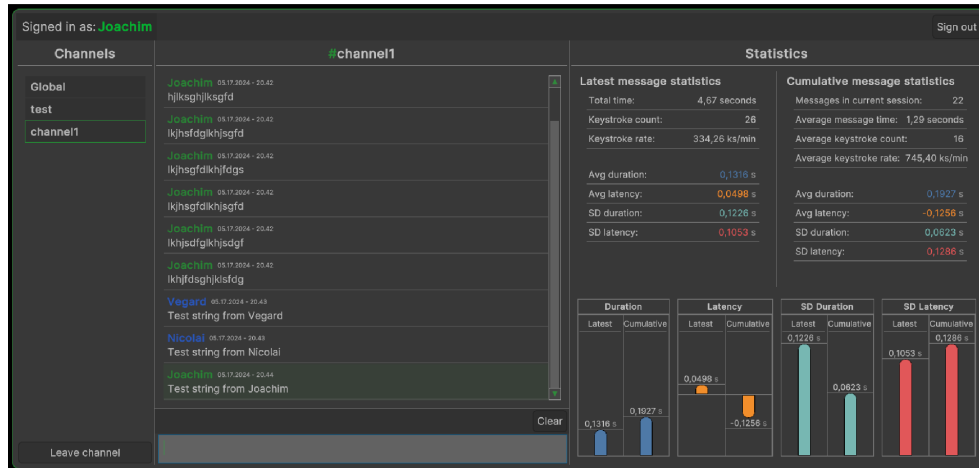 Signed in as: Joachim
Sign out
Channels
#channel1
Statistics
Global
test
channel1
Leave channel
Joachim 05.17.2024 - 20.42
hjlksghjlksgfd
Joachim 05.17.2024 - 20.42
lkjhsfdglkhjsgfd
Joachim 05.17.2024 - 20.42
lkjhsgfdlkhjfdgs
Joachim 05.17.2024 - 20.42
lkjhsgfdlkhjsgfd
Joachim 05.17.2024 - 20.42
lkhjsdfglkhjsdgf
Joachim 05.17.2024 - 20.42
lkhjfdsghjklsfdg
Vegard 05.17.2024 - 20.43
Test string from Vegard
Nicolai 05.17.2024 - 20.43
Test string from Nicolai
Joachim 05.17.2024 - 20.44
Test string from Joachim
Clear
Latest message statistics
Total time: 4,67 seconds
Keystroke count: 26
Keystroke rate: 334,26 ks/min
Avg duration: 0,1316 s
Avg latency: 0,0498 s
SD duration: 0,1226 s
SD latency: 0,1053 s
Cumulative message statistics
Messages in current session: 22
Average message time: 1,29 seconds
Average keystroke count: 16
Average keystroke rate: 745,40 ks/min
Avg duration: 0,1927 s
Avg latency: -0,1256 s
SD duration: 0,0623 s
SD latency: 0,1286 s
Duration
Latest Cumulative
0,1316 s 0,1927 s
Latency
Latest Cumulative
0,0498 s -0,1256 s
SD Duration
Latest Cumulative
0,1226 s 0,0623 s
SD Latency
Latest Cumulative
0,1053 s 0,1286 s